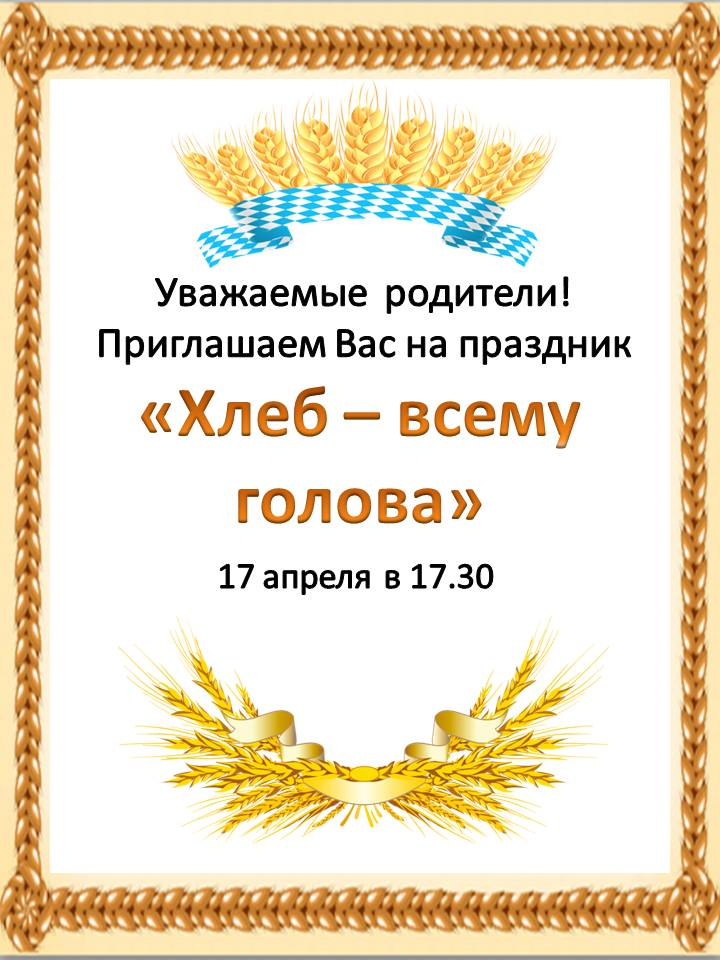 Уважаемые родители!
Приглашаем Вас на праздник
«Хлеб – всему
голова»
17 апреля в 17.30